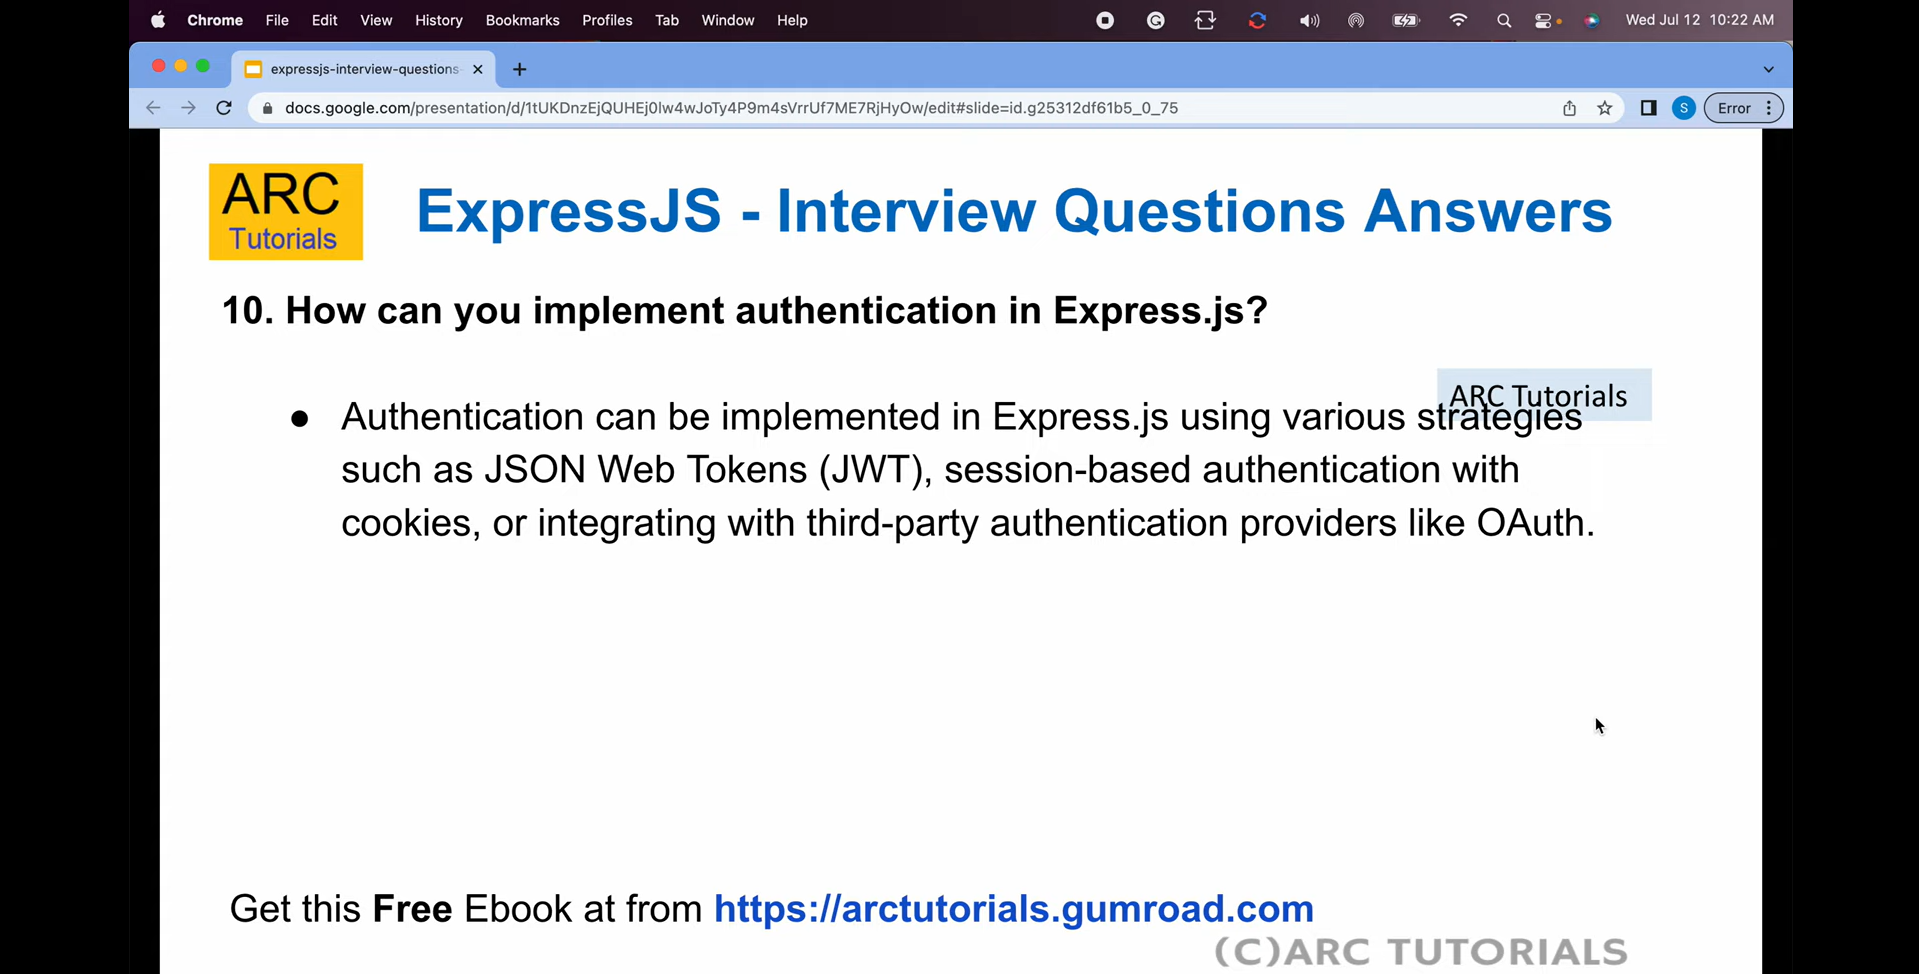 Chrome File Edit View History Bookmarks Profiles Tab Window Help Wed Jul 12 10:22 AM
expressjs-interview-questions-
docs.google.com/presentation/d/1tUKDnzEjQUHEj0lw4wJoTy4P9m4sVrrUf7ME7RjHyOw/edit#slide=id.g25312df61b5_0_75 S Error
ARC
Tutorials
ExpressJS - Interview Questions Answers
10. How can you implement authentication in Express.js?
ARC Tutorials
● Authentication can be implemented in Express.js using various strategies
such as JSON Web Tokens (JWT), session-based authentication with
cookies, or integrating with third-party authentication providers like OAuth.
Get this Free Ebook at from https://arctutorials.gumroad.com
(C)ARC TUTORIALS